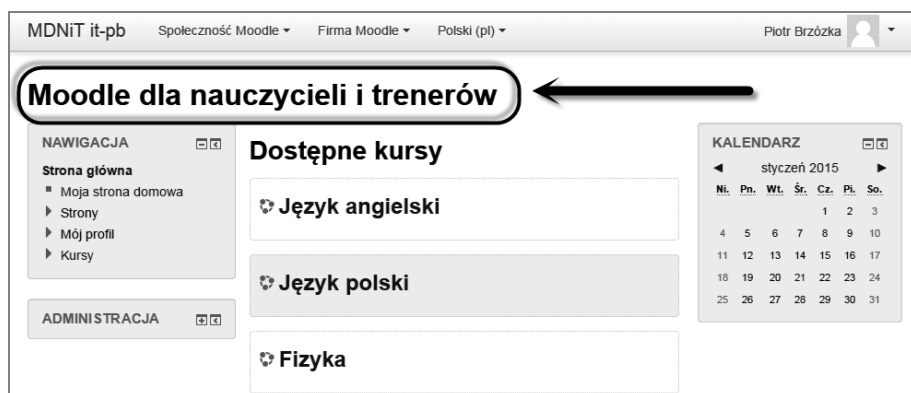 MDNiT it-pb Społeczność Moodle Firma Moodle Polski (pl) Piotr Brzózka
Moodle dla nauczycieli i trenerów
NAWIGACJA
Strona główna
Moja strona domowa
Strony
Mój profil
Kursy
ADMINISTRACJA
Dostępne kursy
Język angielski
Język polski
Fizyka
KALENDARZ
styczeń 2015
Ni. Pn. Wt. Śr. Cz. Pi. So.
1 2 3
4 5 6 7 8 9 10
11 12 13 14 15 16 17
18 19 20 21 22 23 24
25 26 27 28 29 30 31